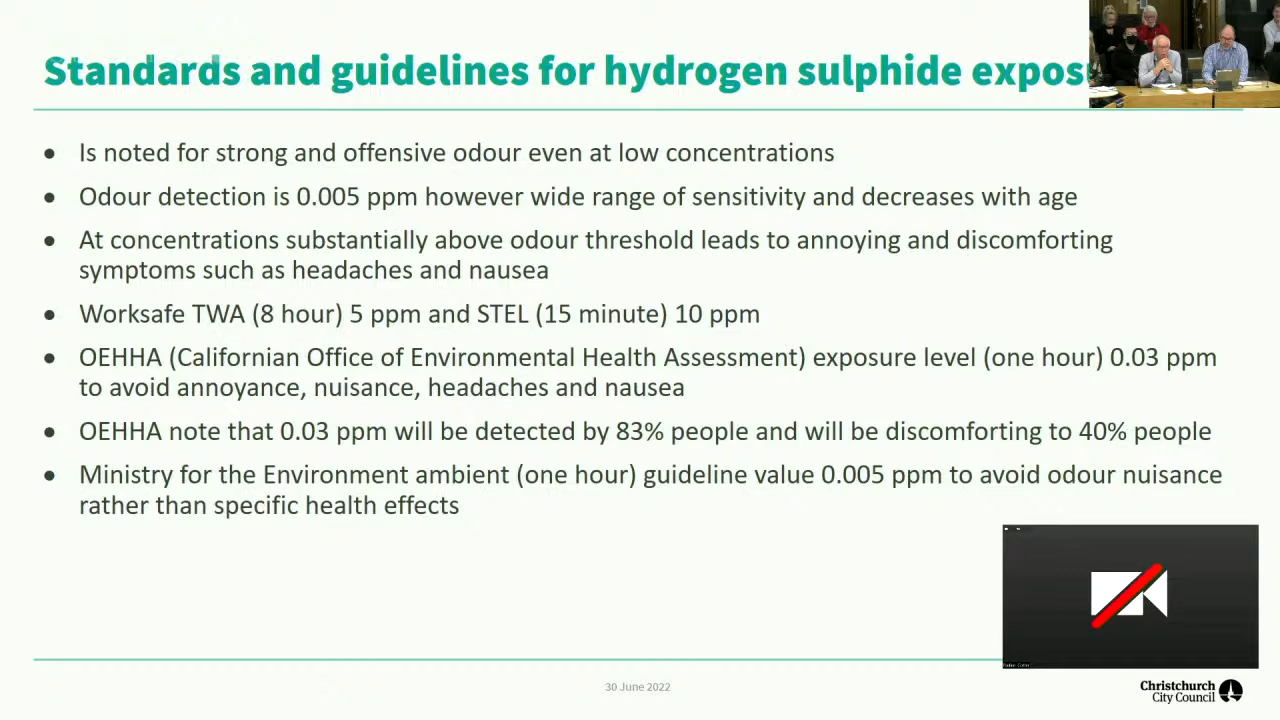 Standards and guidelines for hydrogen sulphide expos
• Is noted for strong and offensive odour even at low concentrations
• Odour detection is 0.005 ppm however wide range of sensitivity and decreases with age
• At concentrations substantially above odour threshold leads to annoying and discomforting
symptoms such as headaches and nausea
• Worksafe TWA (8 hour) 5 ppm and STEL (15 minute) 10 ppm
• OEHHA (Californian Office of Environmental Health Assessment) exposure level (one hour) 0.03 ppm
to avoid annoyance, nuisance, headaches and nausea
• OEHHA note that 0.03 ppm will be detected by 83% people and will be discomforting to 40% people
• Ministry for the Environment ambient (one hour) guideline value 0.005 ppm to avoid odour nuisance
rather than specific health effects
30 June 2022
Christchurch
City Council